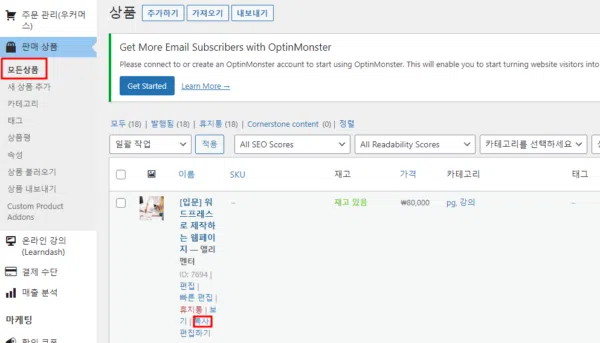 주문 관리(우커머
스)
판매 상품
모든상품
새 상품 추가
카테고리
태그
상품평
속성
상품 불러오기
상품 내보내기
Custom Product
Addons
온라인 강의
(Learndash)
결제 수단
매출 분석
마케팅
할인 쿠폰
상품 추가하기 가져오기 내보내기
Get More Email Subscribers with OptinMonster
Please connect to or create an OptinMonster account to start using OptinMonster. This will enable you to start turning website visitors into
Get Started Learn More →
모두 (18) | 발행됨 (18) | 휴지통 (18) | Cornerstone content (0) | 정렬
일괄 작업 적용 All SEO Scores All Readability Scores 카테고리를 선택하세요
이름 SKU 재고 가격 카테고리 태그
[입문] 워 – 재고 있음 ₩80,000 pg, 강의 –
드프레스
로 제작하
는 웹페이
지 — 엘리
멘터
ID: 7694 |
편집 |
빠른 편집 |
휴지통 | 보
기 | 복사
편집하기